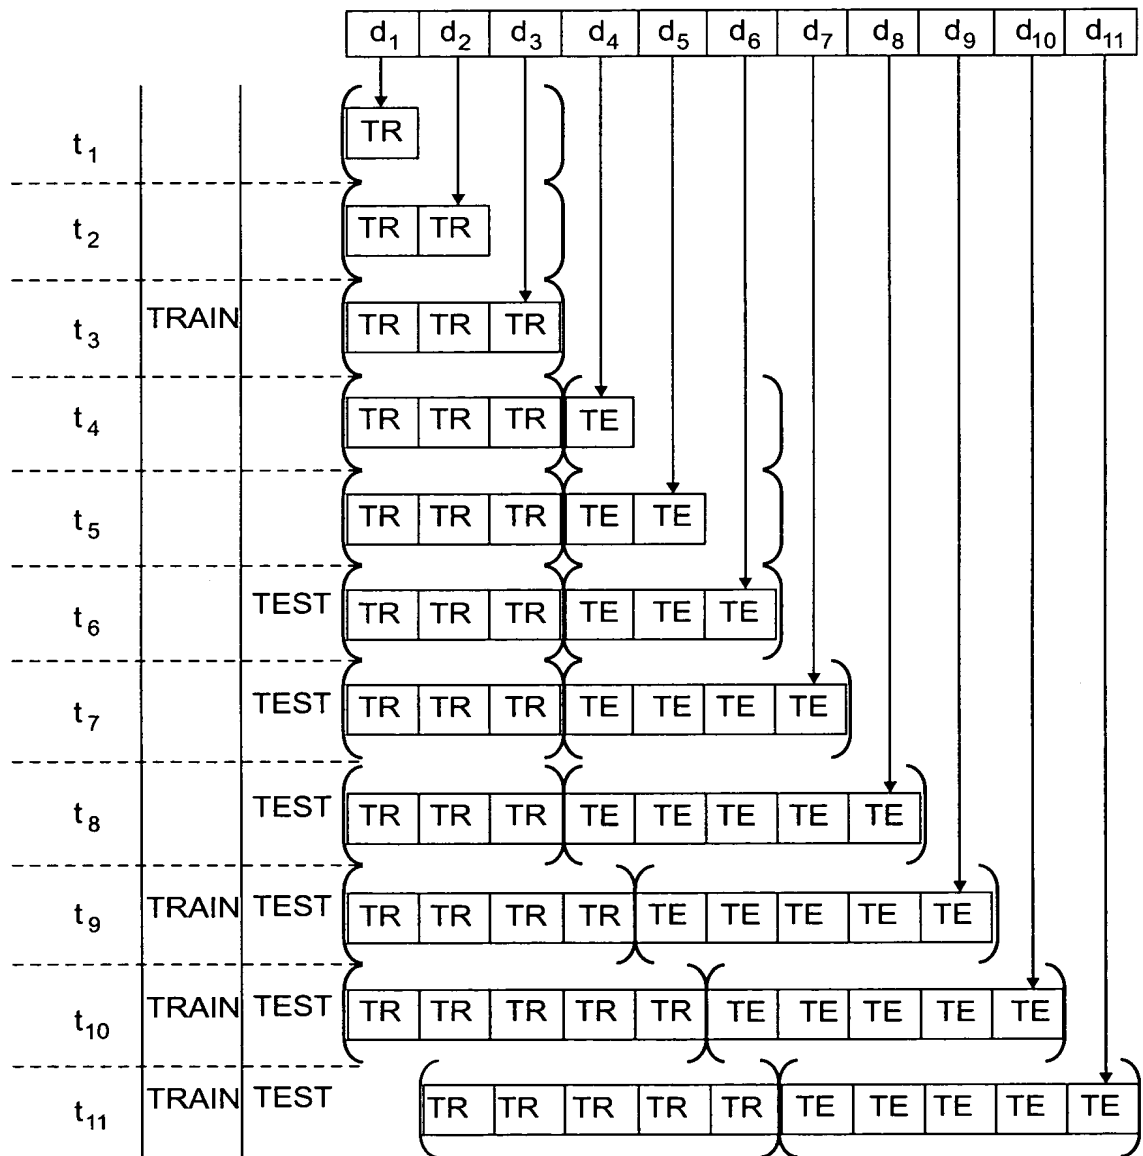 d1 d2 d3 d4 d5 d6 d7 d8 d9 d10 d11
t1 TR
t2 TR TR
t3 TRAIN TR TR TR
t4 TR TR TR TE
t5 TR TR TR TE TE
t6 TEST TR TR TR TE TE TE
t7 TEST TR TR TR TE TE TE TE
t8 TEST TR TR TR TE TE TE TE TE
t9 TRAIN TEST TR TR TR TR TE TE TE TE TE
t10 TRAIN TEST TR TR TR TR TR TE TE TE TE TE
t11 TRAIN TEST TR TR TR TR TR TE TE TE TE TE